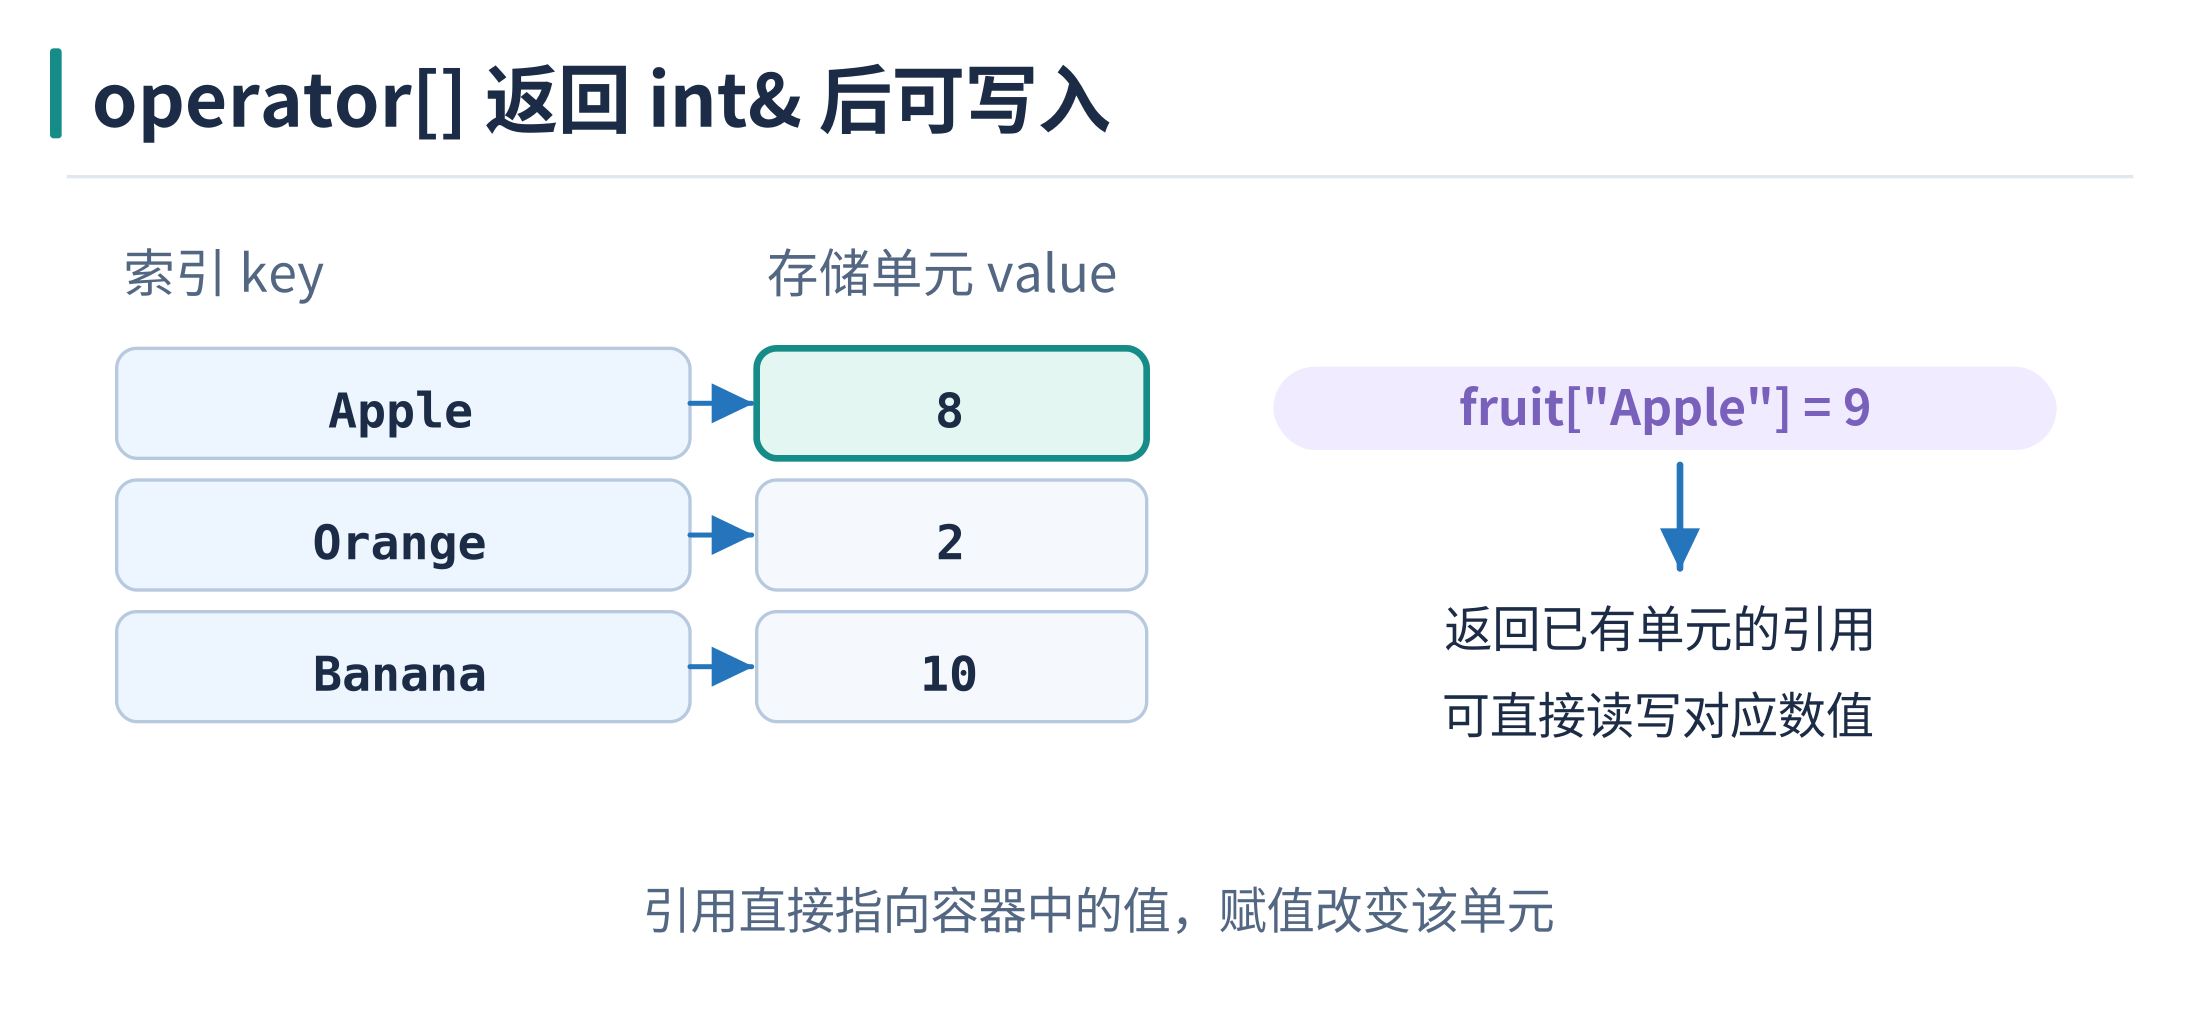 operator[] 返回 int& 后可写入
索引 key
存储单元 value
Apple
8
Orange
2
Banana
10
fruit["Apple"] = 9
返回已有单元的引用
可直接读写对应数值
引用直接指向容器中的值，赋值改变该单元